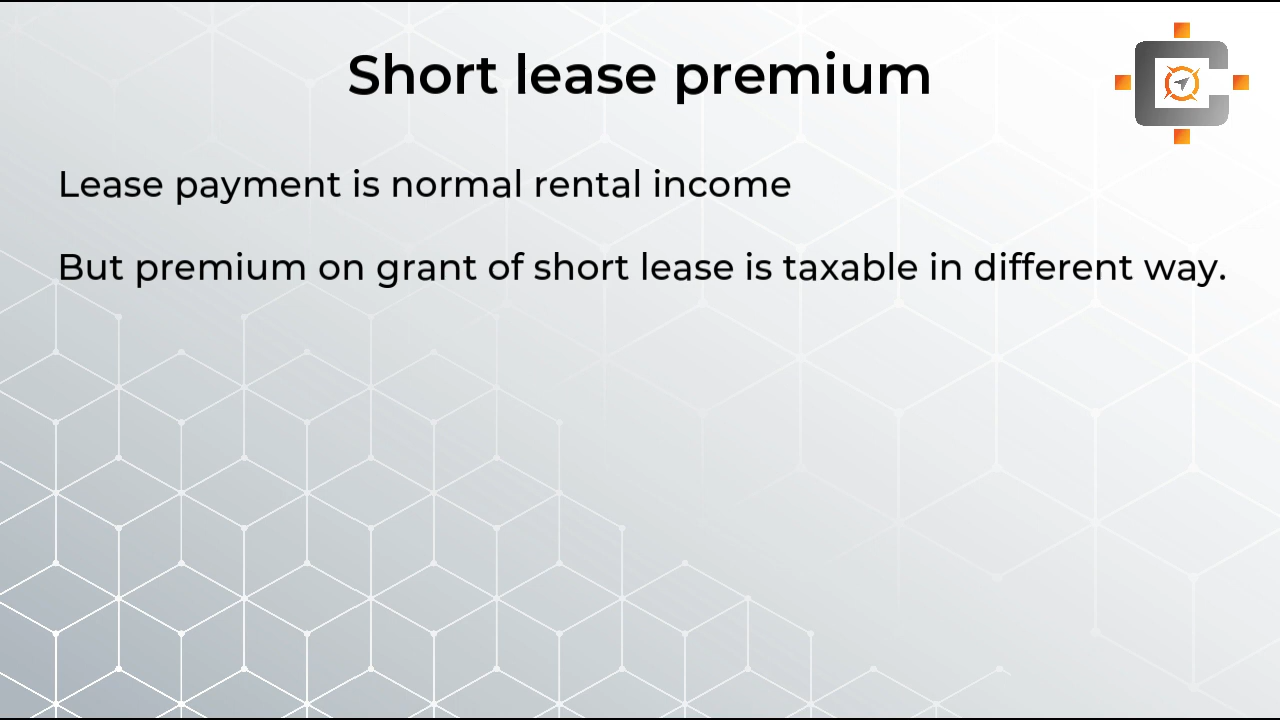 Short lease premium
Lease payment is normal rental income
But premium on grant of short lease is taxable in different way.